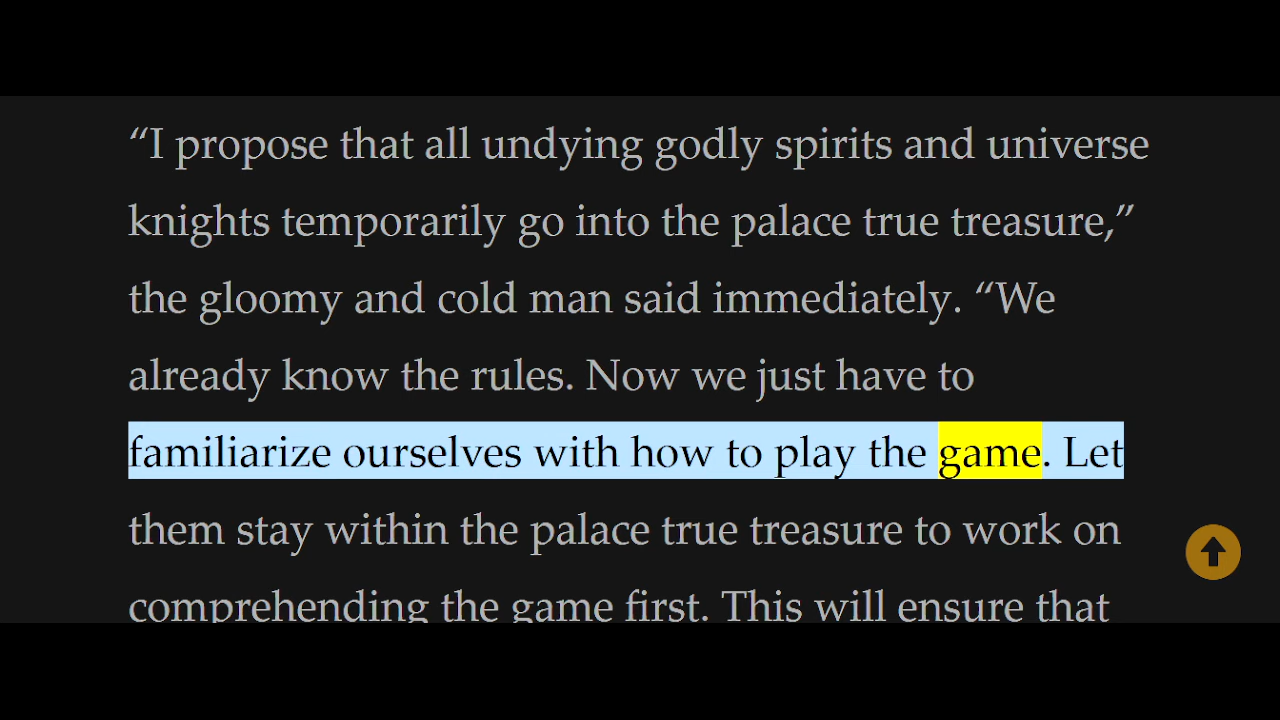 “I propose that all undying godly spirits and universe
knights temporarily go into the palace true treasure,”
the gloomy and cold man said immediately. “We
already know the rules. Now we just have to
familiarize ourselves with how to play the game. Let
them stay within the palace true treasure to work on
comprehending the game first. This will ensure that